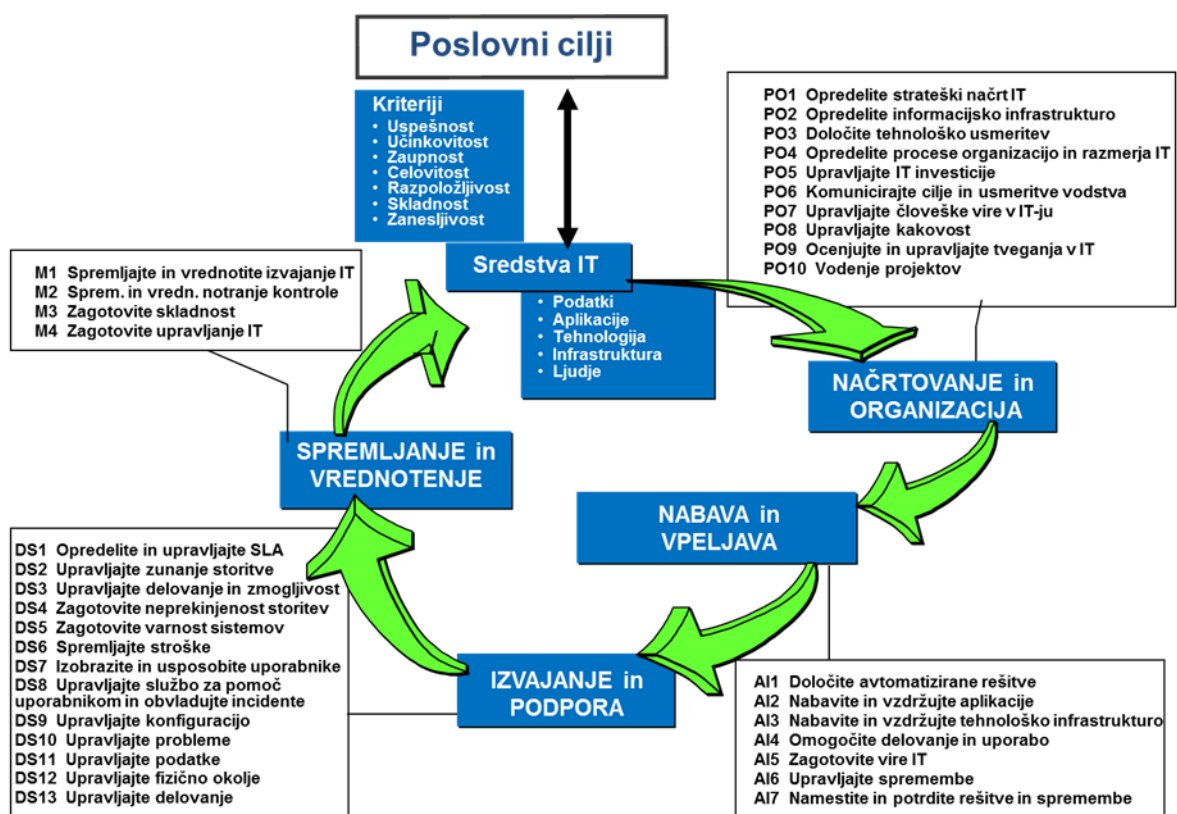 Poslovni cilji
Kriteriji
• Uspešnost
• Učinkovitost
• Zaupnost
• Celovitost
• Razpoložljivost
• Skladnost
• Zanesljivost
PO1 Opredelite strateški načrt IT
PO2 Opredelite informacijsko infrastrukturo
PO3 Določite tehnološko usmeritev
PO4 Opredelite procese organizacijo in razmerja IT
PO5 Upravljajte IT investicije
PO6 Komunicirajte cilje in usmeritve vodstva
PO7 Upravljajte človeške vire v IT-ju
PO8 Upravljajte kakovost
PO9 Ocenjujte in upravljajte tveganja v IT
PO10 Vodenje projektov
Sredstva IT
• Podatki
• Aplikacije
• Tehnologija
• Infrastruktura
• Ljudje
M1 Spremljajte in vrednotite izvajanje IT
M2 Sprem. in vredn. notranje kontrole
M3 Zagotovite skladnost
M4 Zagotovite upravljanje IT
NAČRTOVANJE in
ORGANIZACIJA
SPREMLJANJE in
VREDNOTENJE
NABAVA in
VPELJAVA
DS1 Opredelite in upravljajte SLA
DS2 Upravljajte zunanje storitve
DS3 Upravljajte delovanje in zmogljivost
DS4 Zagotovite neprekinjenost storitev
DS5 Zagotovite varnost sistemov
DS6 Spremljajte stroške
DS7 Izobrazite in usposobite uporabnike
DS8 Upravljajte službo za pomoč
uporabnikom in obvladujte incidente
DS9 Upravljajte konfiguracijo
DS10 Upravljajte probleme
DS11 Upravljajte podatke
DS12 Upravljajte fizično okolje
DS13 Upravljajte delovanje
IZVAJANJE in
PODPORA
AI1 Določite avtomatizirane rešitve
AI2 Nabavite in vzdržujte aplikacije
AI3 Nabavite in vzdržujte tehnološko infrastrukturo
AI4 Omogočite delovanje in uporabo
AI5 Zagotovite vire IT
AI6 Upravljajte spremembe
AI7 Namestite in potrdite rešitve in spremembe